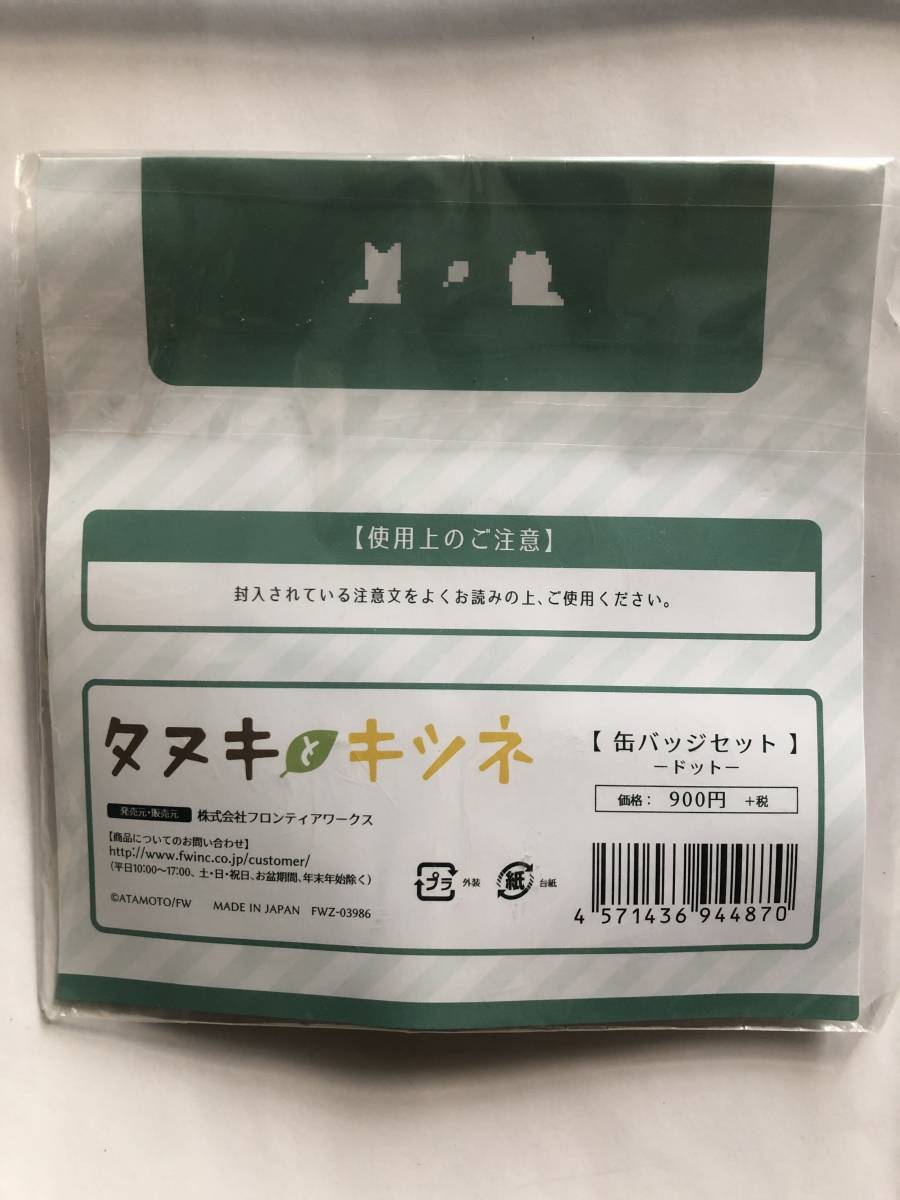 【使用上のご注意】
封入されている注意文をよくお読みの上、ご使用ください。
タヌキとキツネ
【缶バッジセット】
－ドット－
価格： 900円 +税
発売元・販売元 株式会社フロンティアワークス
【商品についてのお問い合わせ】
http://www.fwinc.co.jp/customer/
(平日10:00～17:00、土・日・祝日、お盆期間、年末年始除く)
プラ 外装
紙 台紙
©ATAMOTO/FW MADE IN JAPAN FWZ-03986
4 571436 944870